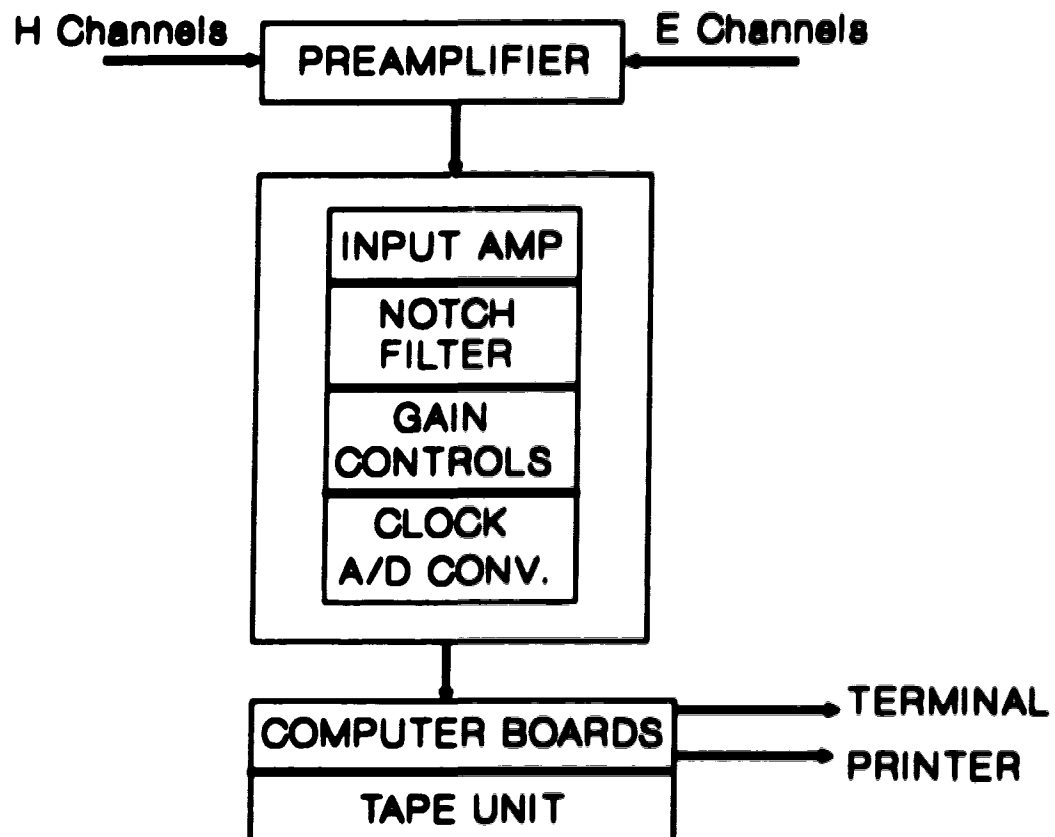 H Channels
E Channels
PREAMPLIFIER
INPUT AMP
NOTCH
FILTER
GAIN
CONTROLS
CLOCK
A/D CONV.
COMPUTER BOARDS
TERMINAL
PRINTER
TAPE UNIT